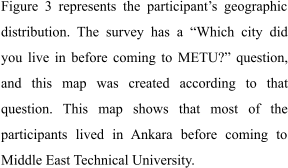 Figure 3 represents the participant's geographic
distribution. The survey has a “Which city did
you live in before coming to METU?” question,
and this map was created according to that
question. This map shows that most of the
participants lived in Ankara before coming to
Middle East Technical University.